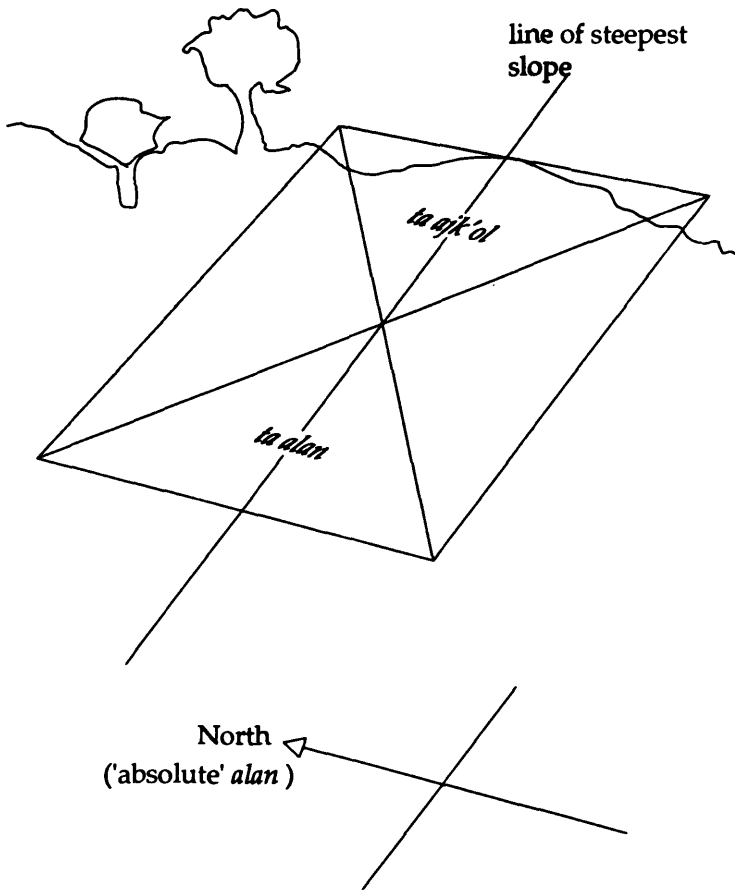 line of steepest
slope
ta ajk'ol
ta alan
North
('absolute' alan )